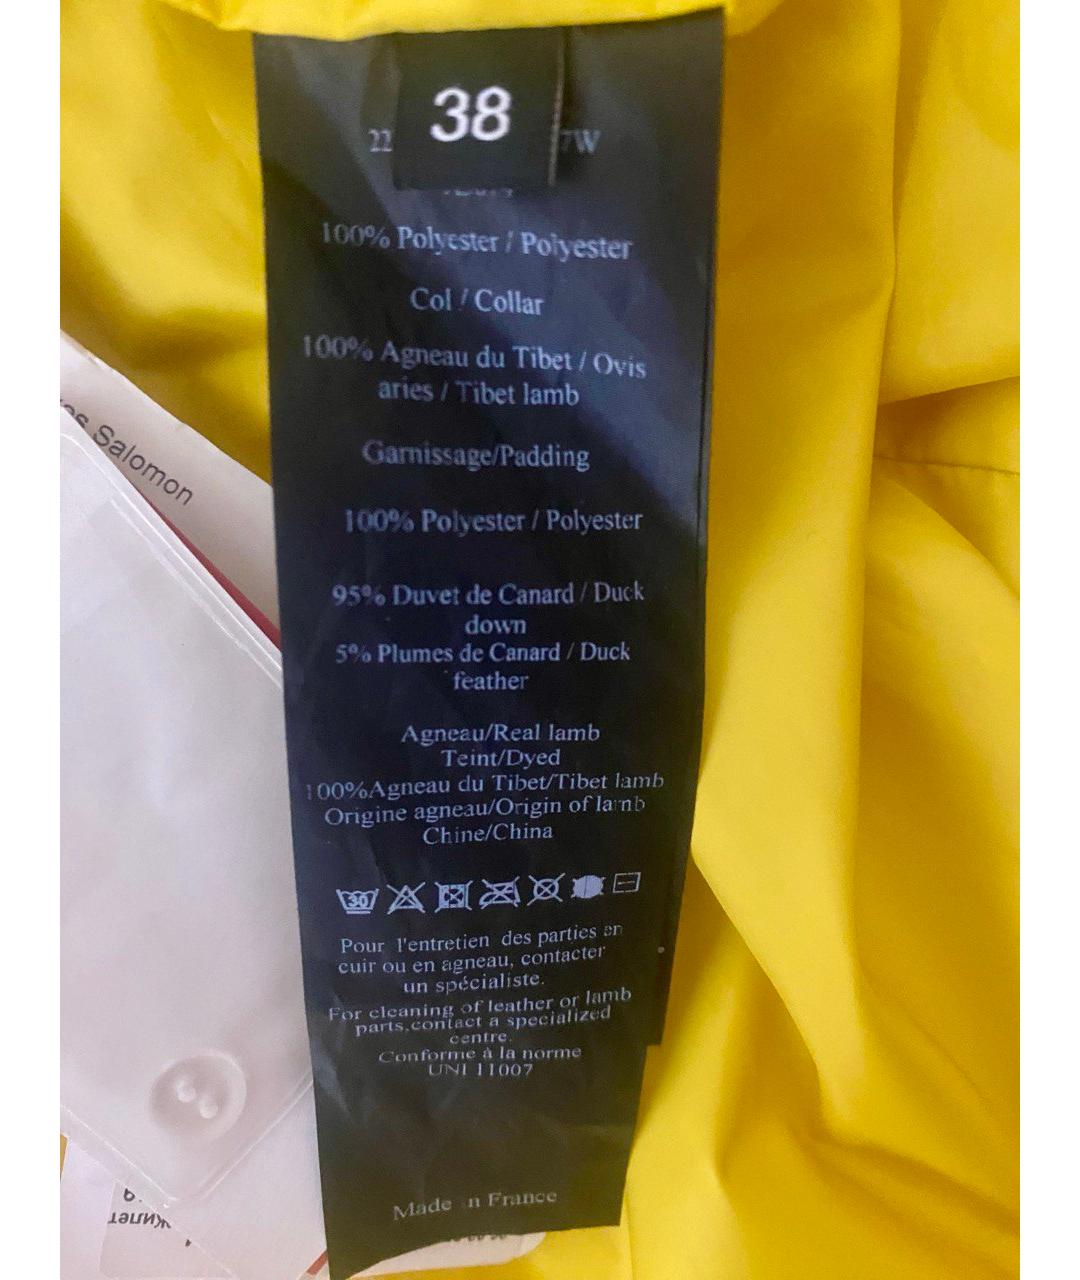 38
22
7W
100% Polyester / Polyester
Col / Collar
100% Agneau du Tibet / Ovis
aries / Tibet lamb
Garnissage/Padding
100% Polyester / Polyester
95% Duvet de Canard / Duck
down
5% Plumes de Canard / Duck
feather
Agneau/Real lamb
Teint/Dyed
100%Agneau du Tibet/Tibet lamb
Origine agneau/Origin of lamb
Chine/China
30
Pour l'entretien des parties en
cuir ou en agneau, contacter
un spécialiste.
For cleaning of leather or lamb
parts,contact a specialized
centre.
Conforme à la norme
UNI 11007
Made in France
Salomon
Жилет